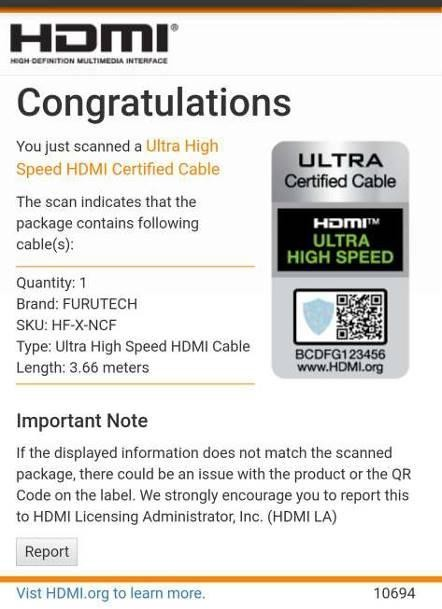 HDMI®
HIGH-DEFINITION MULTIMEDIA INTERFACE
Congratulations
You just scanned a Ultra High
Speed HDMI Certified Cable
The scan indicates that the
package contains following
cable(s):
Quantity: 1
Brand: FURUTECH
SKU: HF-X-NCF
Type: Ultra High Speed HDMI Cable
Length: 3.66 meters
ULTRA
Certified Cable
HDMI™
ULTRA
HIGH SPEED
BCDFG123456
www.HDMI.org
Important Note
If the displayed information does not match the scanned
package, there could be an issue with the product or the QR
Code on the label. We strongly encourage you to report this
to HDMI Licensing Administrator, Inc. (HDMI LA)
Report
Visit HDMI.org to learn more.
10694